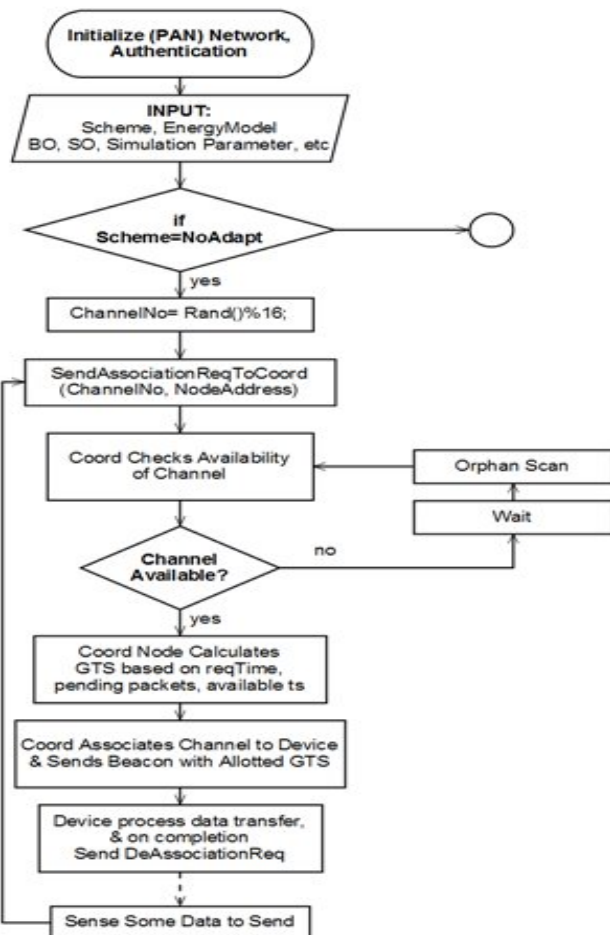 Initialize (PAN) Network,
Authentication
INPUT:
Scheme, EnergyModel
BO, SO, Simulation Parameter, etc
if
Scheme=NoAdapt
yes
ChannelNo= Rand()%16;
SendAssociationReqToCoord
(ChannelNo, NodeAddress)
Coord Checks Availability
of Channel
Orphan Scan
Wait
Channel
Available?
no
yes
Coord Node Calculates
GTS based on reqTime,
pending packets, available ts
Coord Associates Channel to Device
& Sends Beacon with Allotted GTS
Device process data transfer,
& on completion
Send DeAssociationReq
Sense Some Data to Send